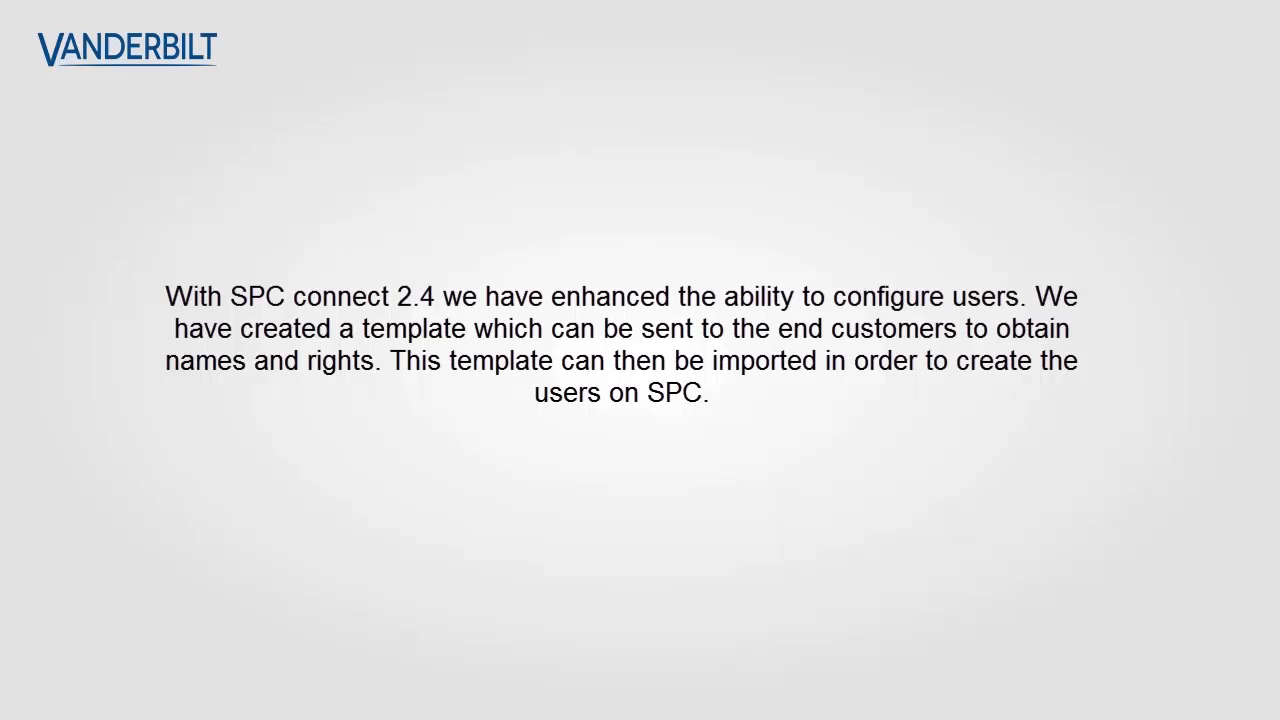 VANDERBILT
With SPC connect 2.4 we have enhanced the ability to configure users. We
have created a template which can be sent to the end customers to obtain
names and rights. This template can then be imported in order to create the
users on SPC.